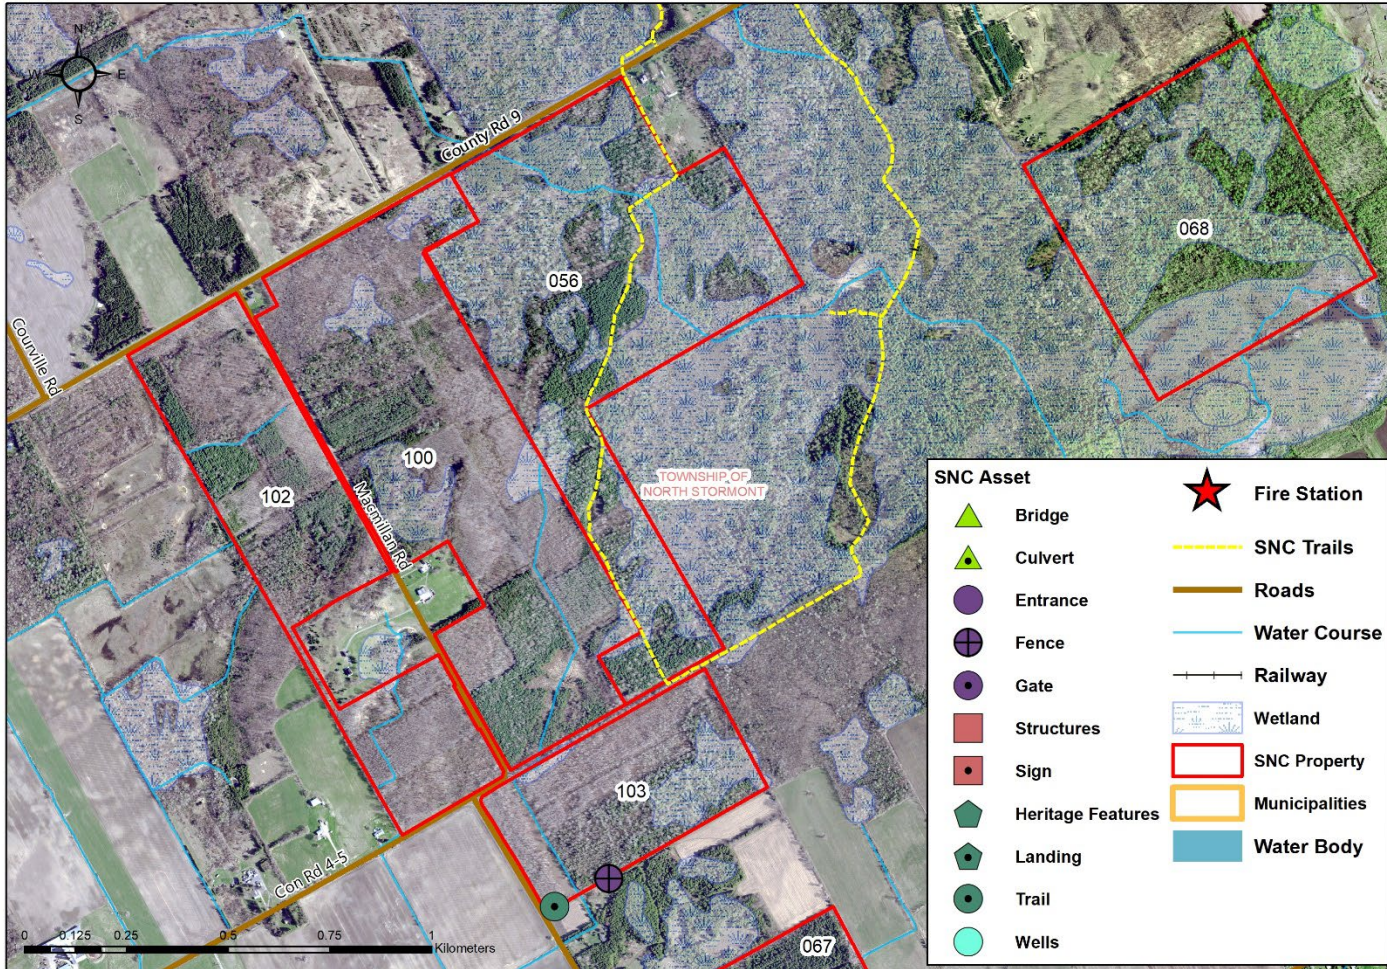 N
W
E
S
County Rd 9
Courville Rd
056
068
100
102
Macmillan Rd
TOWNSHIP OF
NORTH STORMONT
103
Con Rd 4-5
067
0 0.125 0.25 0.5 0.75 1
Kilometers
SNC Asset
Bridge
Culvert
Entrance
Fence
Gate
Structures
Sign
Heritage Features
Landing
Trail
Wells
Fire Station
SNC Trails
Roads
Water Course
Railway
Wetland
SNC Property
Municipalities
Water Body